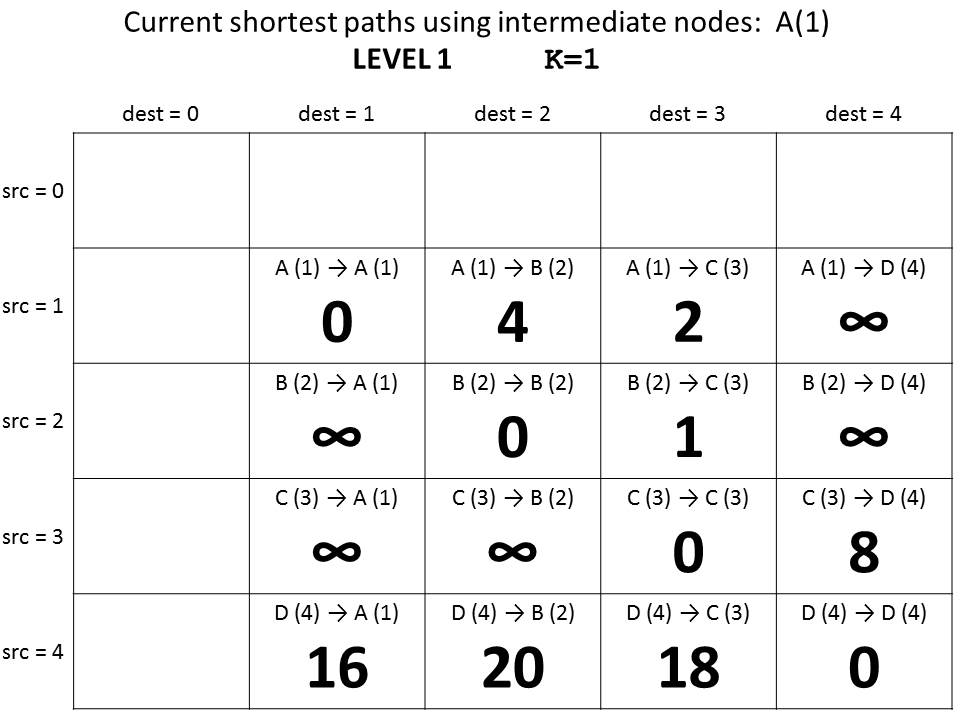 Current shortest paths using intermediate nodes: A(1)
LEVEL 1 K=1
dest = 0 dest = 1 dest = 2 dest = 3 dest = 4
src = 0
A (1) → A (1) A (1) → B (2) A (1) → C (3) A (1) → D (4)
src = 1 0 4 2 ∞
B (2) → A (1) B (2) → B (2) B (2) → C (3) B (2) → D (4)
src = 2 ∞ 0 1 ∞
C (3) → A (1) C (3) → B (2) C (3) → C (3) C (3) → D (4)
src = 3 ∞ ∞ 0 8
D (4) → A (1) D (4) → B (2) D (4) → C (3) D (4) → D (4)
src = 4 16 20 18 0